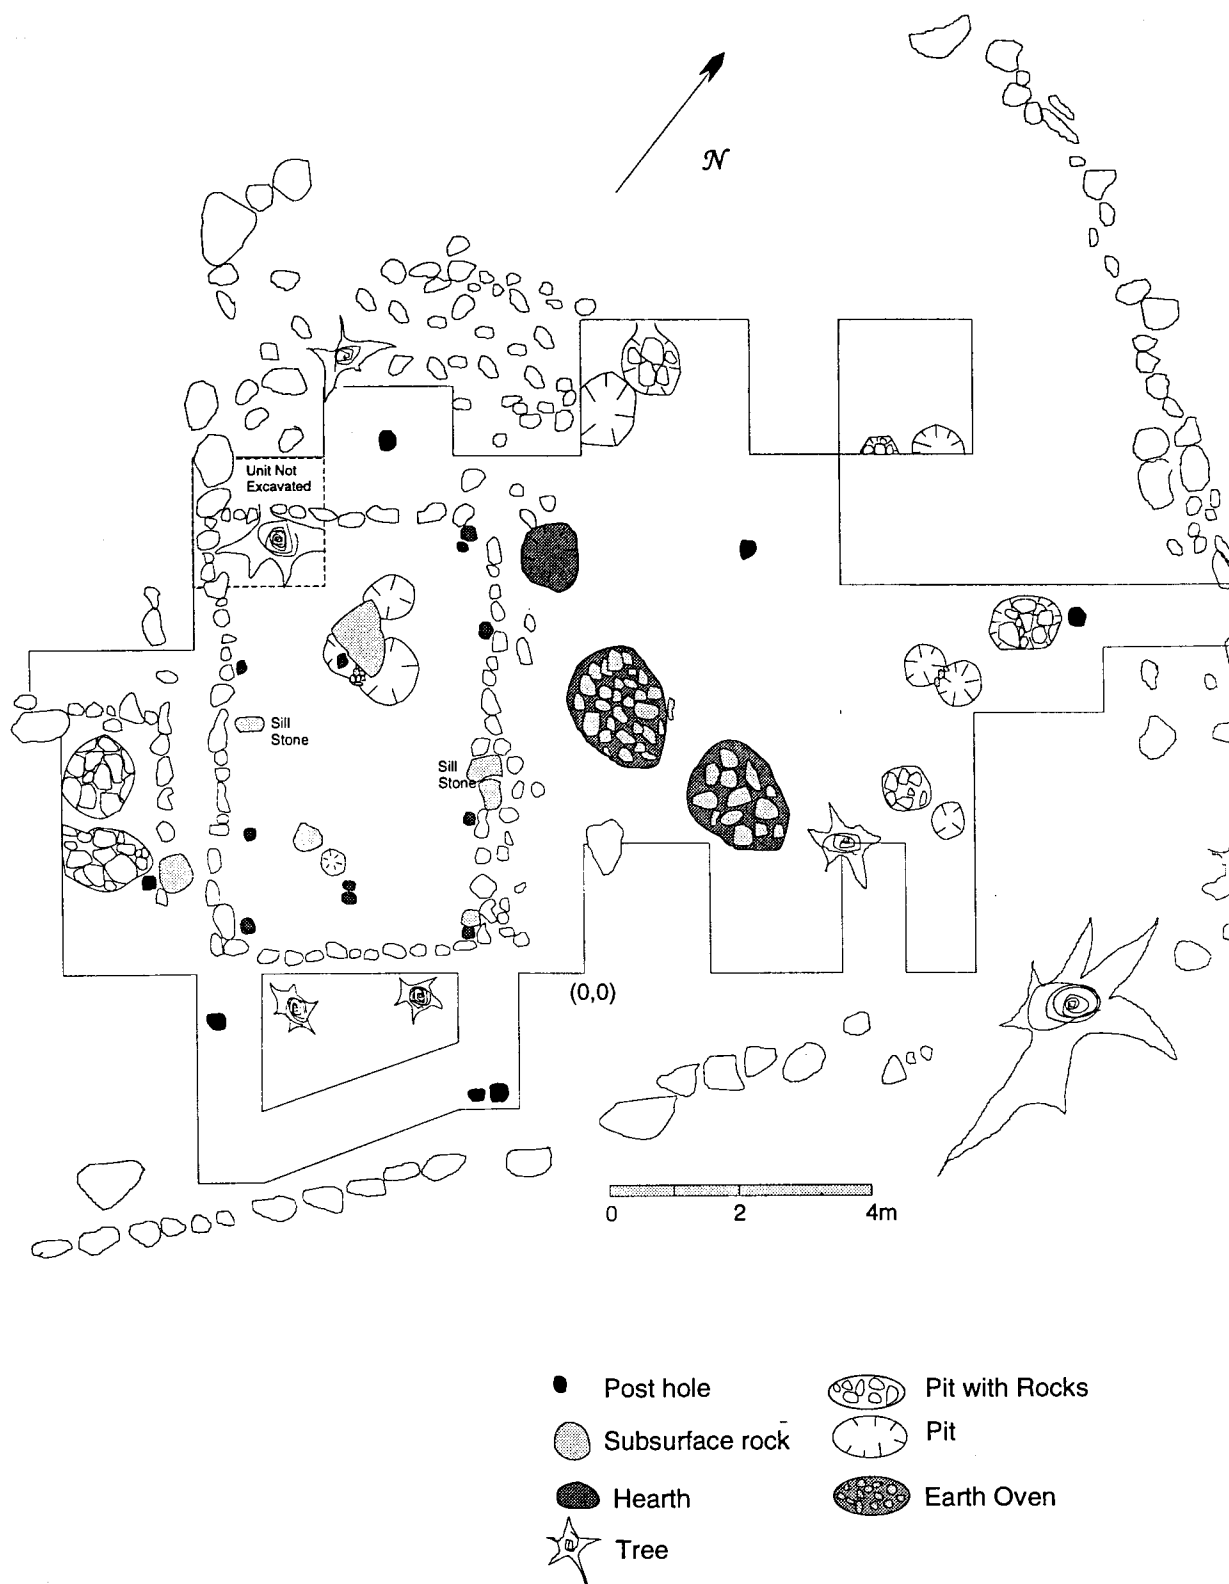 N
Unit Not
Excavated
Sill
Stone
Sill
Stone
(0,0)
0 2 4m
Post hole
Pit with Rocks
Subsurface rock
Pit
Hearth
Earth Oven
Tree